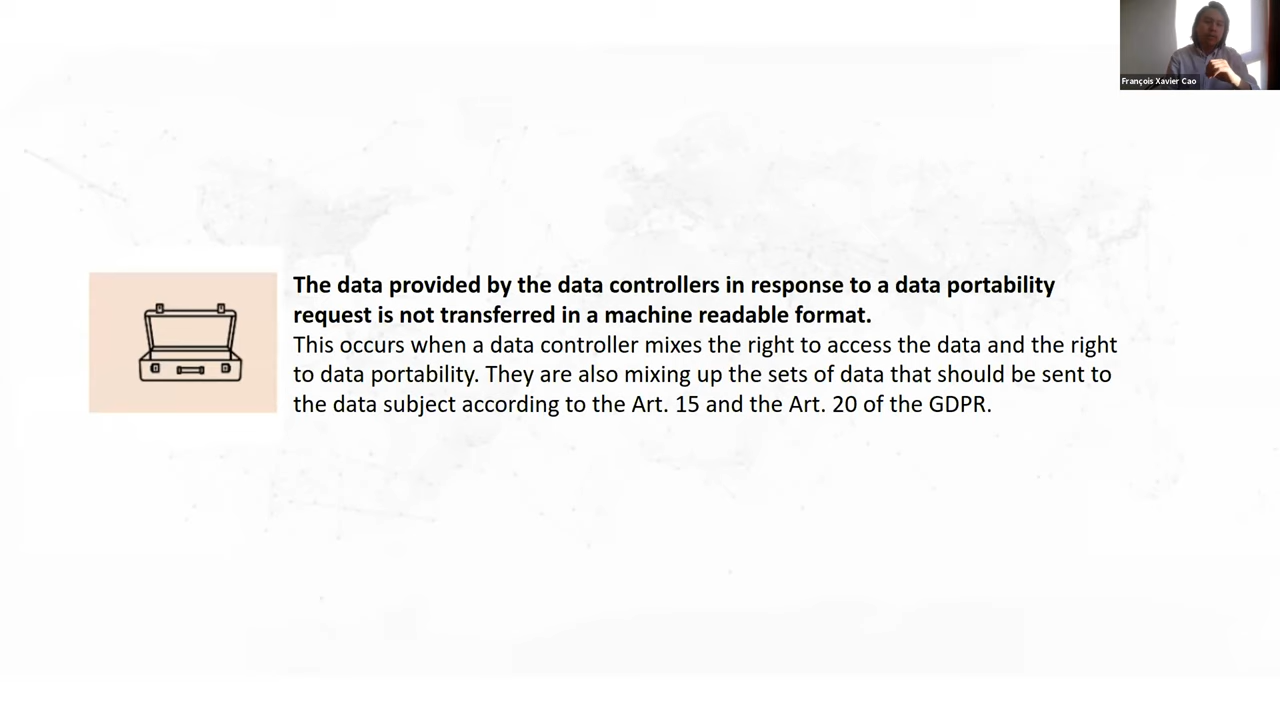 François Xavier Cao
The data provided by the data controllers in response to a data portability
request is not transferred in a machine readable format.
This occurs when a data controller mixes the right to access the data and the right
to data portability. They are also mixing up the sets of data that should be sent to
the data subject according to the Art. 15 and the Art. 20 of the GDPR.